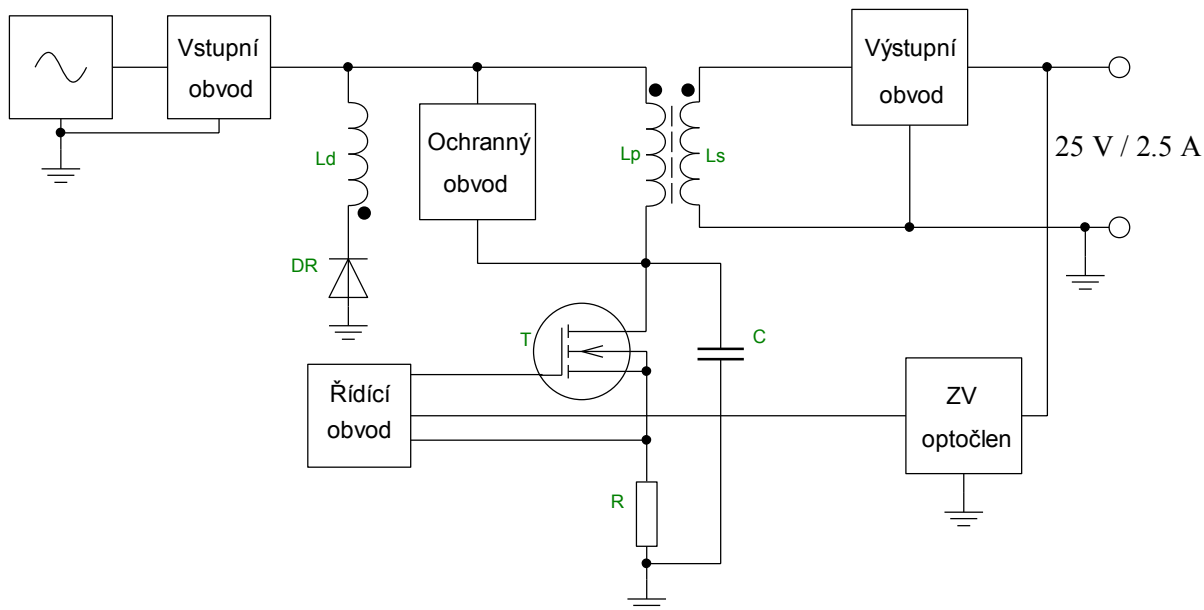 Vstupní
obvod
Výstupní
obvod
Ld
Ochranný
obvod
Lp
Ls
25 V / 2.5 A
DR
T
C
Řídící
obvod
ZV
optočlen
R